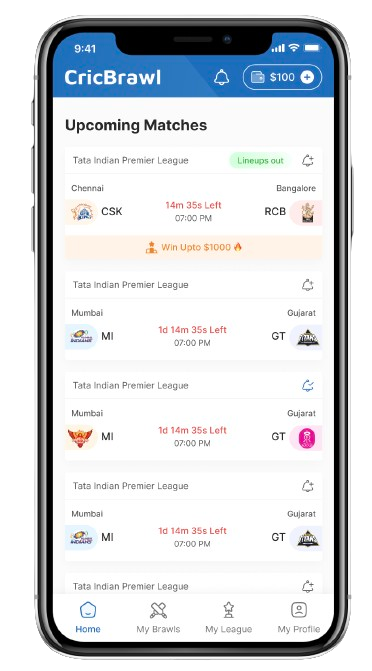 9:41
CricBrawl
$100
Upcoming Matches
Tata Indian Premier League Lineups out
Chennai Bangalore
CSK 14m 35s Left RCB
07:00 PM
Win Upto $1000
Tata Indian Premier League
Mumbai Gujarat
MI 1d 14m 35s Left GT
07:00 PM
Tata Indian Premier League
Mumbai Gujarat
MI 1d 14m 35s Left GT
07:00 PM
Tata Indian Premier League
Mumbai Gujarat
MI 1d 14m 35s Left GT
07:00 PM
Tata Indian Premier League
Home My Brawls My League My Profile